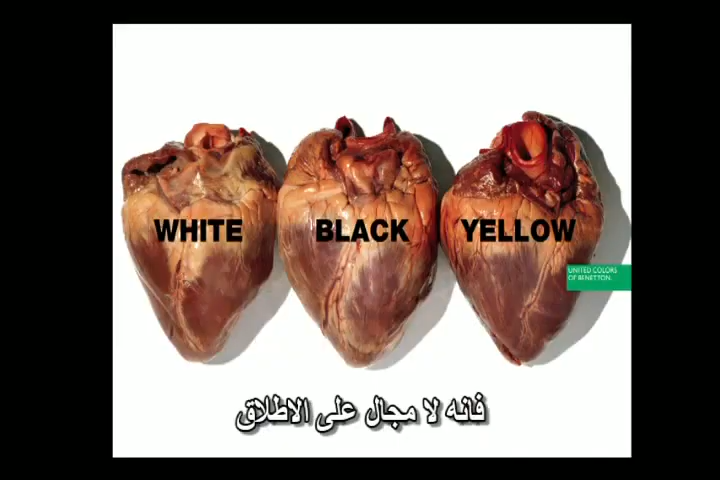 WHITE BLACK YELLOW
UNITED COLORS
OF BENETTON.
فانه لا مجال على الاطلاق